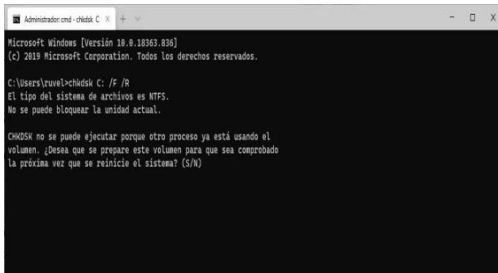 Administrador: cmd - chkdsk C
Microsoft Windows [Versión 10.0.18363.836]
(c) 2019 Microsoft Corporation. Todos los derechos reservados.
C:\Users\ruvel>chkdsk C: /F /R
El tipo del sistema de archivos es NTFS.
No se puede bloquear la unidad actual.
CHKDSK no se puede ejecutar porque otro proceso ya está usando el
volumen. ¿Desea que se prepare este volumen para que sea comprobado
la próxima vez que se reinicie el sistema? (S/N)